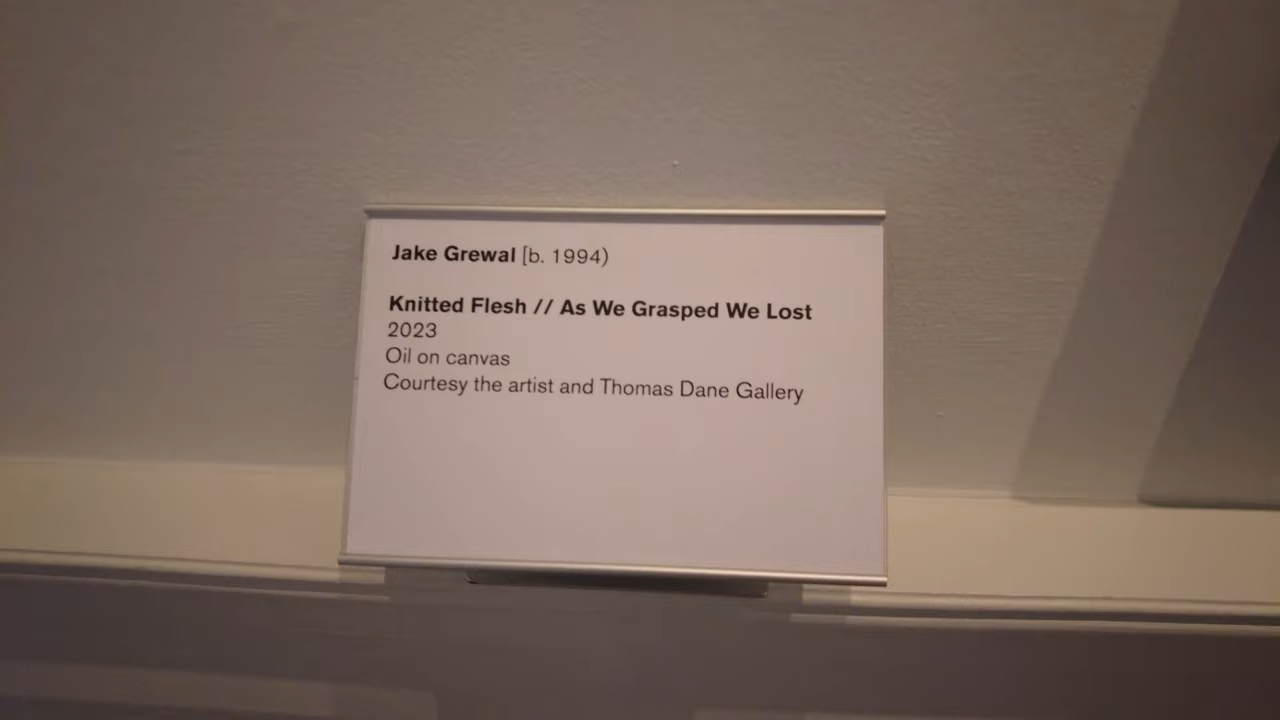 Jake Grewal [b. 1994)
Knitted Flesh // As We Grasped We Lost
2023
Oil on canvas
Courtesy the artist and Thomas Dane Gallery